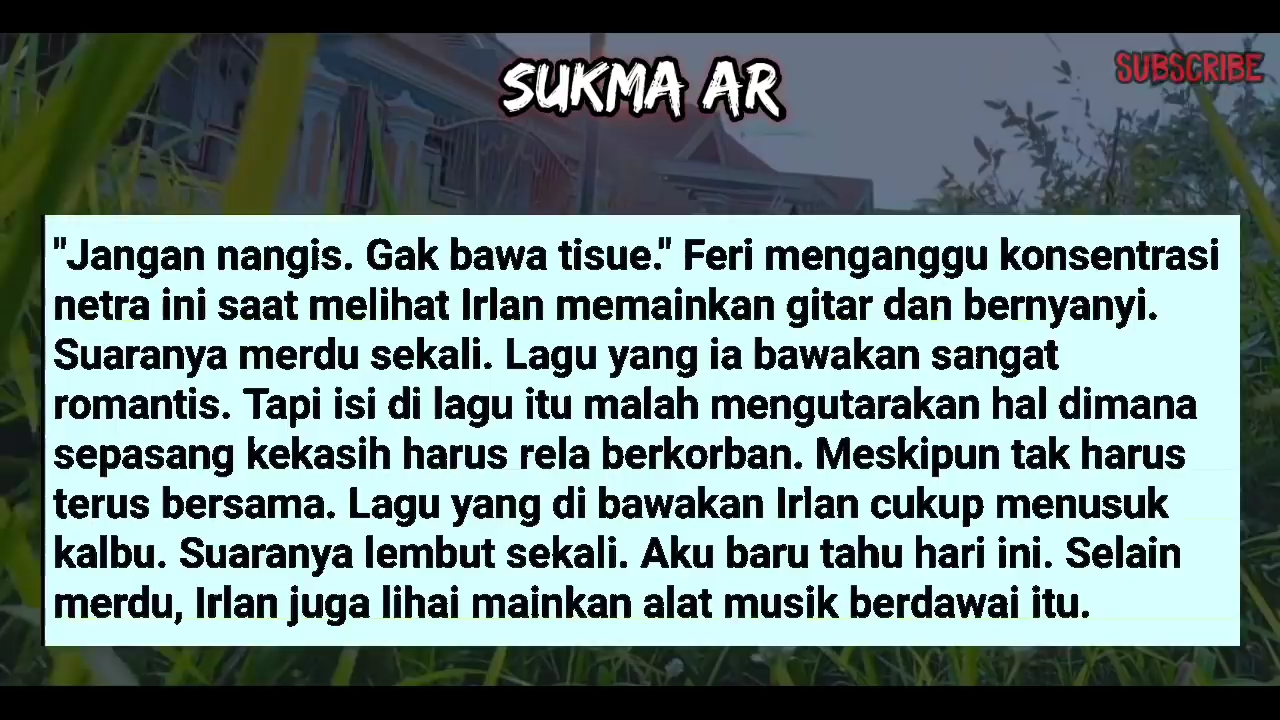 SUKMA AR
SUBSCRIBE
"Jangan nangis. Gak bawa tisue." Feri menganggu konsentrasi
netra ini saat melihat Irlan memainkan gitar dan bernyanyi.
Suaranya merdu sekali. Lagu yang ia bawakan sangat
romantis. Tapi isi di lagu itu malah mengutarakan hal dimana
sepasang kekasih harus rela berkorban. Meskipun tak harus
terus bersama. Lagu yang di bawakan Irlan cukup menusuk
kalbu. Suaranya lembut sekali. Aku baru tahu hari ini. Selain
merdu, Irlan juga lihai mainkan alat musik berdawai itu.